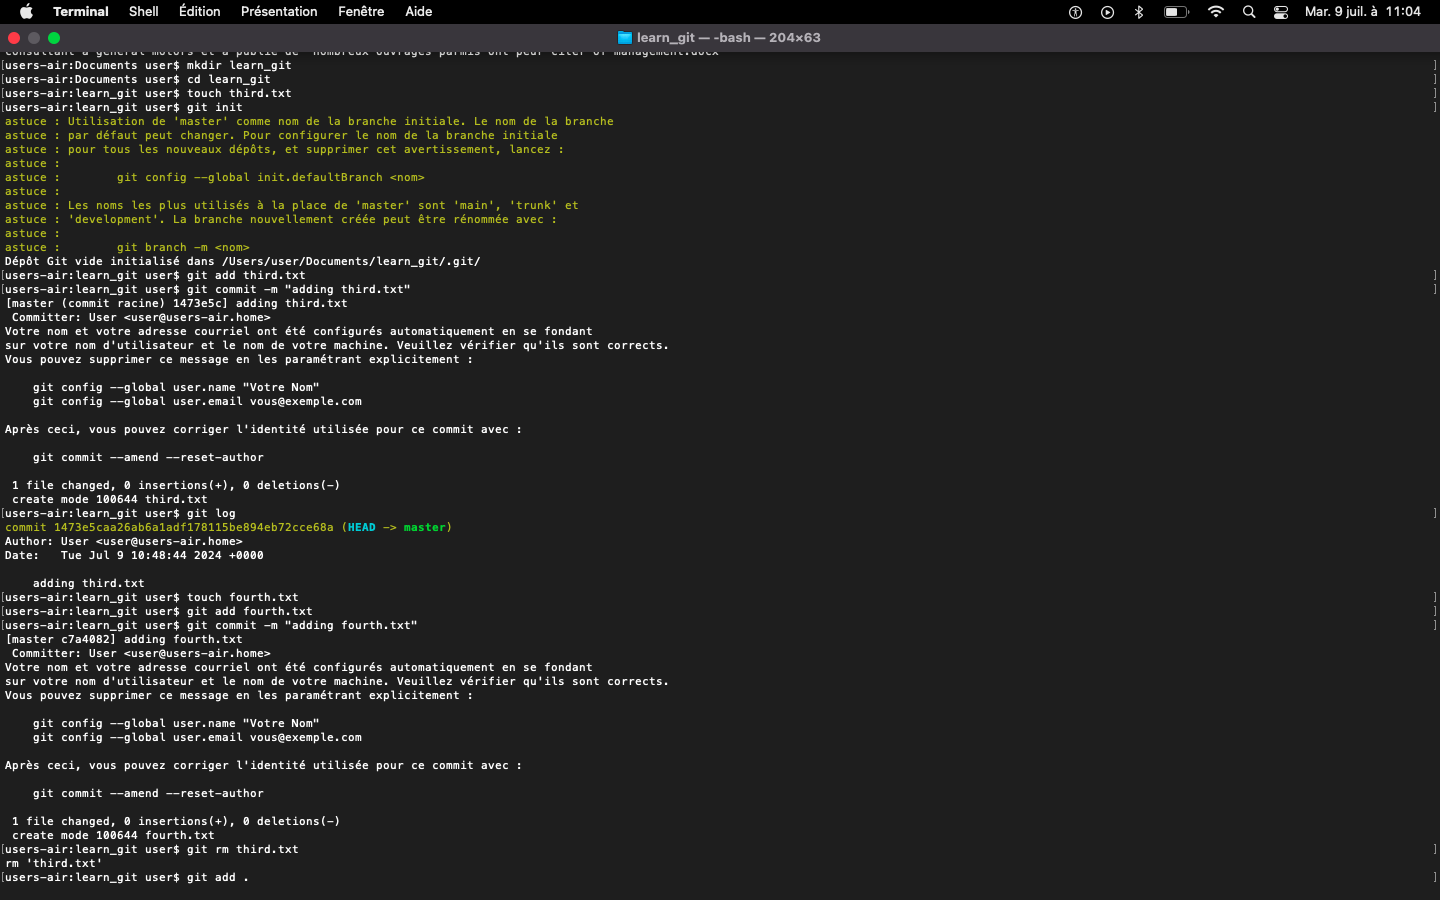 Terminal Shell Édition Présentation Fenêtre Aide Mar. 9 juil. à 11:04
learn_git — -bash — 204×63
consultant à general motors et a publié de nombreux ouvrages parmis ont peur citer of management.docx
[users-air:Documents user$ mkdir learn_git ]
[users-air:Documents user$ cd learn_git ]
[users-air:learn_git user$ touch third.txt ]
[users-air:learn_git user$ git init ]
astuce : Utilisation de 'master' comme nom de la branche initiale. Le nom de la branche
astuce : par défaut peut changer. Pour configurer le nom de la branche initiale
astuce : pour tous les nouveaux dépôts, et supprimer cet avertissement, lancez :
astuce :
astuce : git config --global init.defaultBranch <nom>
astuce :
astuce : Les noms les plus utilisés à la place de 'master' sont 'main', 'trunk' et
astuce : 'development'. La branche nouvellement créée peut être rénommée avec :
astuce :
astuce : git branch -m <nom>
Dépôt Git vide initialisé dans /Users/user/Documents/learn_git/.git/
[users-air:learn_git user$ git add third.txt ]
[users-air:learn_git user$ git commit -m "adding third.txt" ]
[master (commit racine) 1473e5c] adding third.txt
Committer: User <user@users-air.home>
Votre nom et votre adresse courriel ont été configurés automatiquement en se fondant
sur votre nom d'utilisateur et le nom de votre machine. Veuillez vérifier qu'ils sont corrects.
Vous pouvez supprimer ce message en les paramétrant explicitement :
git config --global user.name "Votre Nom"
git config --global user.email vous@exemple.com
Après ceci, vous pouvez corriger l'identité utilisée pour ce commit avec :
git commit --amend --reset-author
1 file changed, 0 insertions(+), 0 deletions(-)
create mode 100644 third.txt
[users-air:learn_git user$ git log ]
commit 1473e5caa26ab6a1adf178115be894eb72cce68a (HEAD -> master)
Author: User <user@users-air.home>
Date: Tue Jul 9 10:48:44 2024 +0000
adding third.txt
[users-air:learn_git user$ touch fourth.txt ]
[users-air:learn_git user$ git add fourth.txt ]
[users-air:learn_git user$ git commit -m "adding fourth.txt" ]
[master c7a4082] adding fourth.txt
Committer: User <user@users-air.home>
Votre nom et votre adresse courriel ont été configurés automatiquement en se fondant
sur votre nom d'utilisateur et le nom de votre machine. Veuillez vérifier qu'ils sont corrects.
Vous pouvez supprimer ce message en les paramétrant explicitement :
git config --global user.name "Votre Nom"
git config --global user.email vous@exemple.com
Après ceci, vous pouvez corriger l'identité utilisée pour ce commit avec :
git commit --amend --reset-author
1 file changed, 0 insertions(+), 0 deletions(-)
create mode 100644 fourth.txt
[users-air:learn_git user$ git rm third.txt ]
rm 'third.txt'
[users-air:learn_git user$ git add . ]